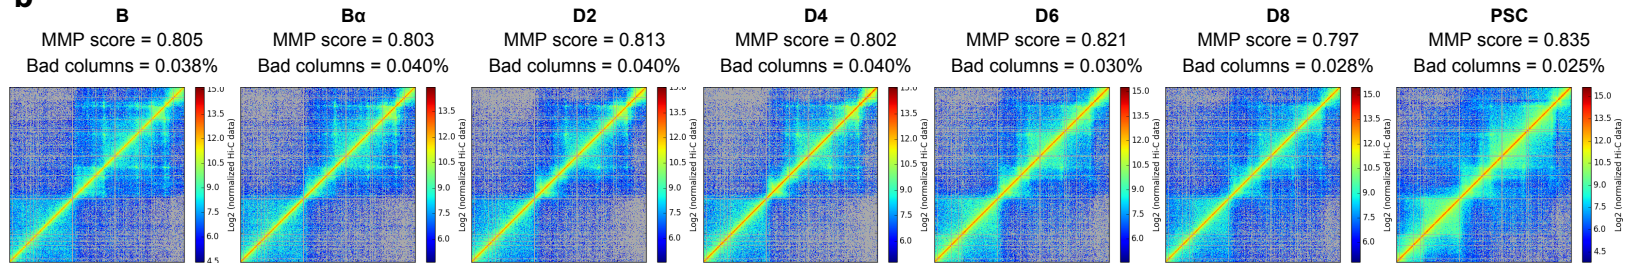 b
B
MMP score = 0.805
Bad columns = 0.038%
15.0
13.5
12.0
10.5
9.0
7.5
6.0
4.5
Log2 (normalized Hi-C data)
Bα
MMP score = 0.803
Bad columns = 0.040%
13.5
12.0
10.5
9.0
7.5
6.0
Log2 (normalized Hi-C data)
D2
MMP score = 0.813
Bad columns = 0.040%
15.0
13.5
12.0
10.5
9.0
7.5
6.0
Log2 (normalized Hi-C data)
D4
MMP score = 0.802
Bad columns = 0.040%
15.0
13.5
12.0
10.5
9.0
7.5
6.0
Log2 (normalized Hi-C data)
D6
MMP score = 0.821
Bad columns = 0.030%
15.0
13.5
12.0
10.5
9.0
7.5
6.0
Log2 (normalized Hi-C data)
D8
MMP score = 0.797
Bad columns = 0.028%
15.0
13.5
12.0
10.5
9.0
7.5
6.0
Log2 (normalized Hi-C data)
PSC
MMP score = 0.835
Bad columns = 0.025%
15.0
13.5
12.0
10.5
9.0
7.5
6.0
4.5
Log2 (normalized Hi-C data)